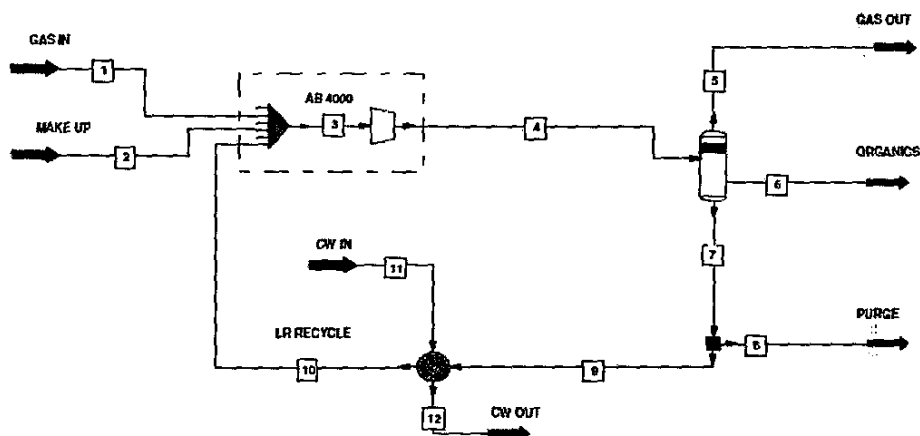 GAS IN
GAS OUT
1
5
AB 4000
MAKE UP
3
4
2
ORGANICS
6
CW IN
11
7
LR RECYCLE
PURGE
8
10
9
12
CW OUT